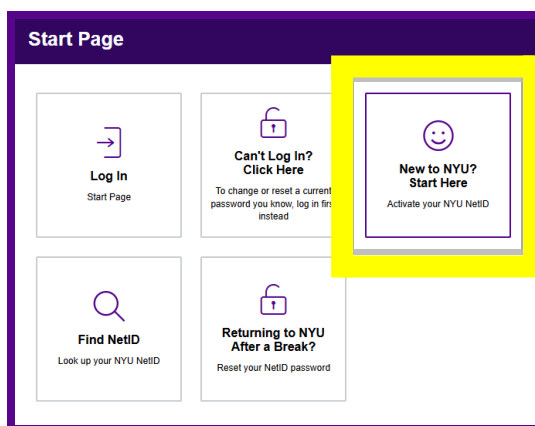 Start Page
Log In
Start Page
Can't Log In?
Click Here
To change or reset a current
password you know, log in first
instead
New to NYU?
Start Here
Activate your NYU NetID
Find NetID
Look up your NYU NetID
Returning to NYU
After a Break?
Reset your NetID password